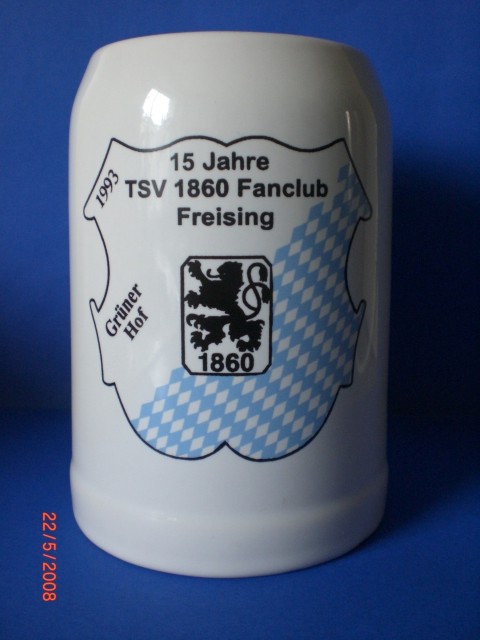 1993
15 Jahre
TSV 1860 Fanclub
Freising
Grüner
Hof
1860
22/5/2008